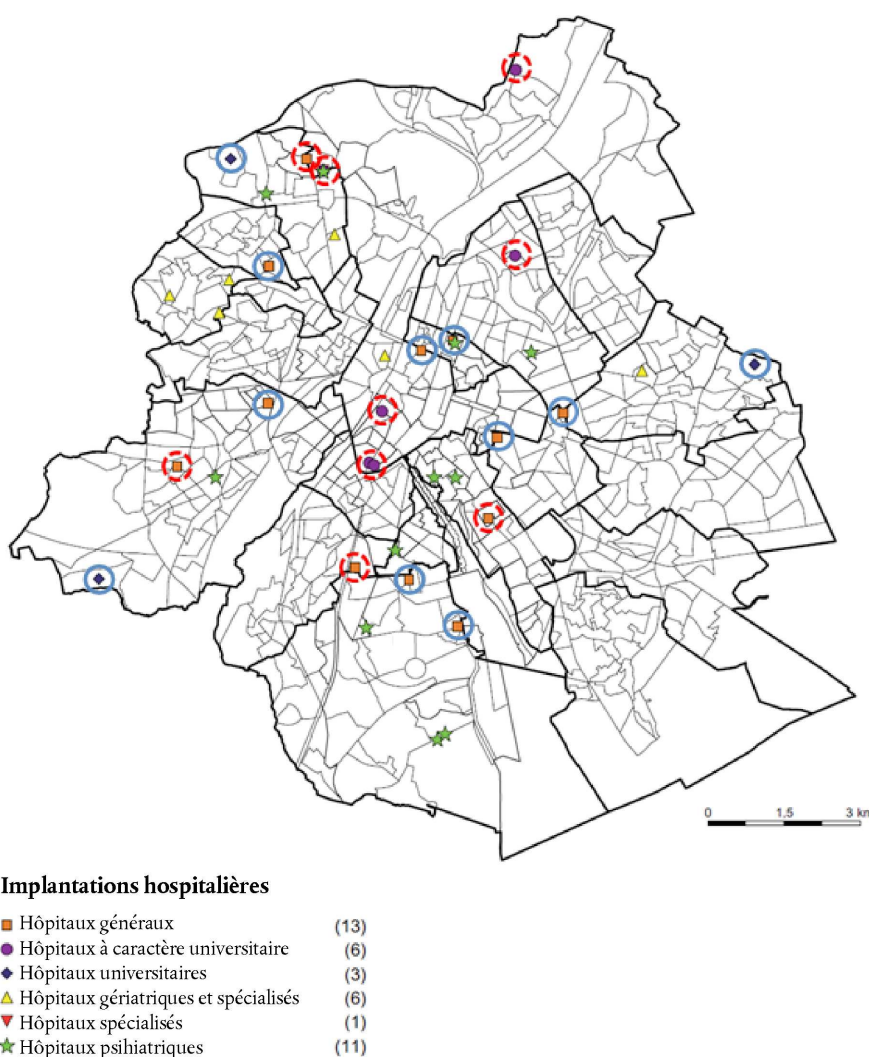 0 1,5 3 km
Implantations hospitalières
Hôpitaux généraux (13)
Hôpitaux à caractère universitaire (6)
Hôpitaux universitaires (3)
Hôpitaux gériatriques et spécialisés (6)
Hôpitaux spécialisés (1)
Hôpitaux psihiatriques (11)